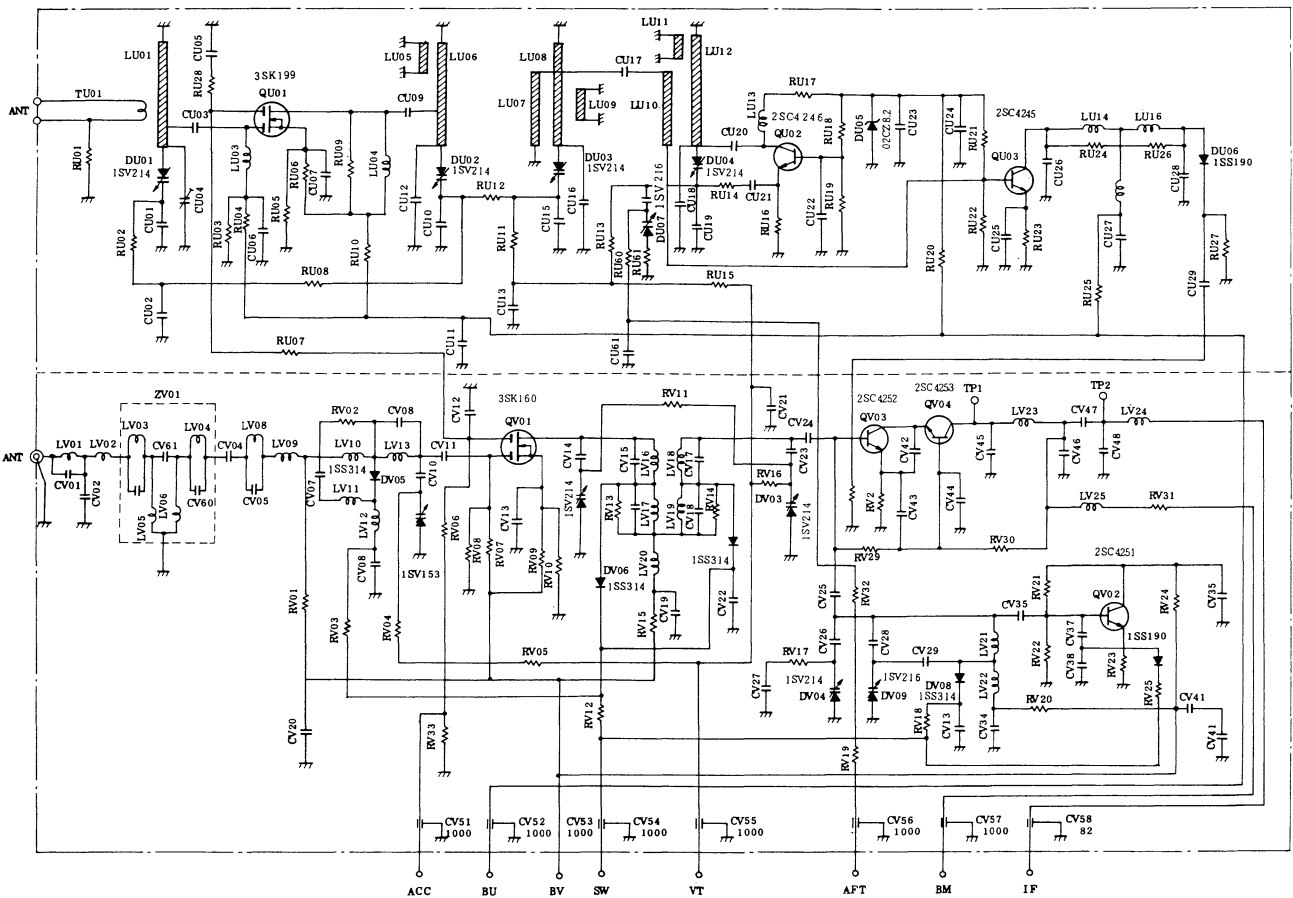 LU01
CU05
RU28
3SK199
QU01
TU01
ANT
RU01
CU03
LU03
DU01
1SV214
CU01
CU04
RU02
RU03
RU04
CU06
RU05
RU06
CU07
RU09
LU04
RU10
RU08
CU02
RU07
CU09
LU05
LU06
DU02
1SV214
CU12
CU10
RU12
RU11
CU11
CU13
LU07
LU08
LU09
DU03
1SV214
CU15
CU16
CU17
LU10
LU11
LU12
RU13
RU60
RU61
CU61
DU07
1SV216
DU04
1SV214
CU18
CU19
RU14
CU21
CU20
LU13
RU17
2SC4246
QU02
RU16
CU22
RU18
RU19
DU05
02CZ8.2
CU23
CU24
RU15
RU20
RU21
RU22
2SC4245
QU03
CU25
RU23
CU26
LU14
RU24
LU16
RU26
CU28
CU27
RU25
DU06
1SS190
RU27
CU29
ZV01
LV03
CV61
LV04
LV05
LV06
CV60
ANT
LV01
LV02
CV01
CV02
CV04
LV08
CV05
LV09
RV02
CV08
LV10
1SS314
DV05
LV13
CV07
LV11
LV12
CV08
CV10
1SV153
CV11
RV01
RV03
RV04
RV05
CV20
CV12
3SK160
QV01
RV06
RV08
RV07
CV13
RV09
RV10
RV33
RV11
CV14
1SV214
CV15
LV16
LV17
RV13
LV18
CV17
LV19
CV18
RV14
LV20
DV06
1SS314
RV15
CV19
CV22
RV12
CV21
CV24
CV23
RV16
DV03
1SV214
2SC4252
QV03
2SC4253
QV04
CV42
RV2
CV43
CV44
TP1
CV45
LV23
CV47
TP2
CV46
CV48
LV24
LV25
RV31
RV29
RV30
RV32
CV25
CV26
CV28
RV17
1SV214
DV04
CV27
1SV216
DV09
CV29
DV08
1SS314
RV18
CV13
LV21
LV22
CV34
RV20
CV35
RV21
RV22
2SC4251
QV02
CV37
CV38
1SS190
RV23
RV25
RV24
CV35
CV41
CV41
RV19
CV51
1000
CV52
1000
CV53
1000
CV54
1000
CV55
1000
CV56
1000
CV57
1000
CV58
82
ACC
BU
BV
SW
VT
AFT
BM
IF